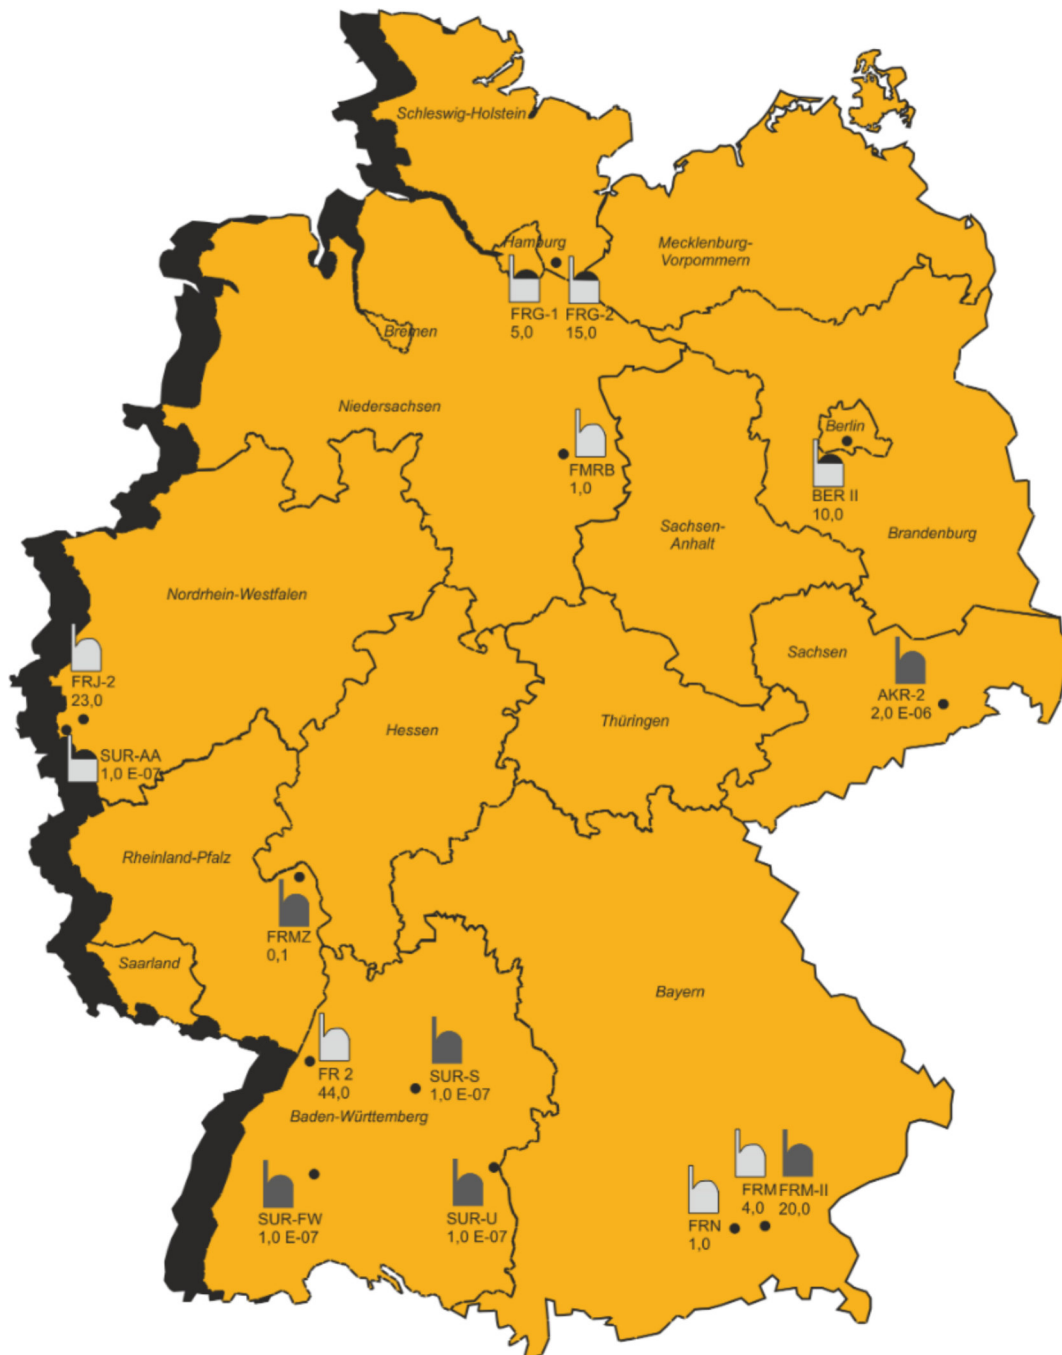 Schleswig-Holstein
Hamburg
Mecklenburg-
Vorpommern
FRG-1
5,0
FRG-2
15,0
Bremen
Niedersachsen
FMRB
1,0
Berlin
BER II
10,0
Sachsen-
Anhalt
Brandenburg
Nordrhein-Westfalen
FRJ-2
23,0
Sachsen
AKR-2
2,0 E-06
Hessen
Thüringen
SUR-AA
1,0 E-07
Rheinland-Pfalz
FRMZ
0,1
Saarland
Bayern
FR 2
44,0
SUR-S
1,0 E-07
Baden-Württemberg
SUR-FW
1,0 E-07
SUR-U
1,0 E-07
FRM
4,0
FRM-II
20,0
FRN
1,0